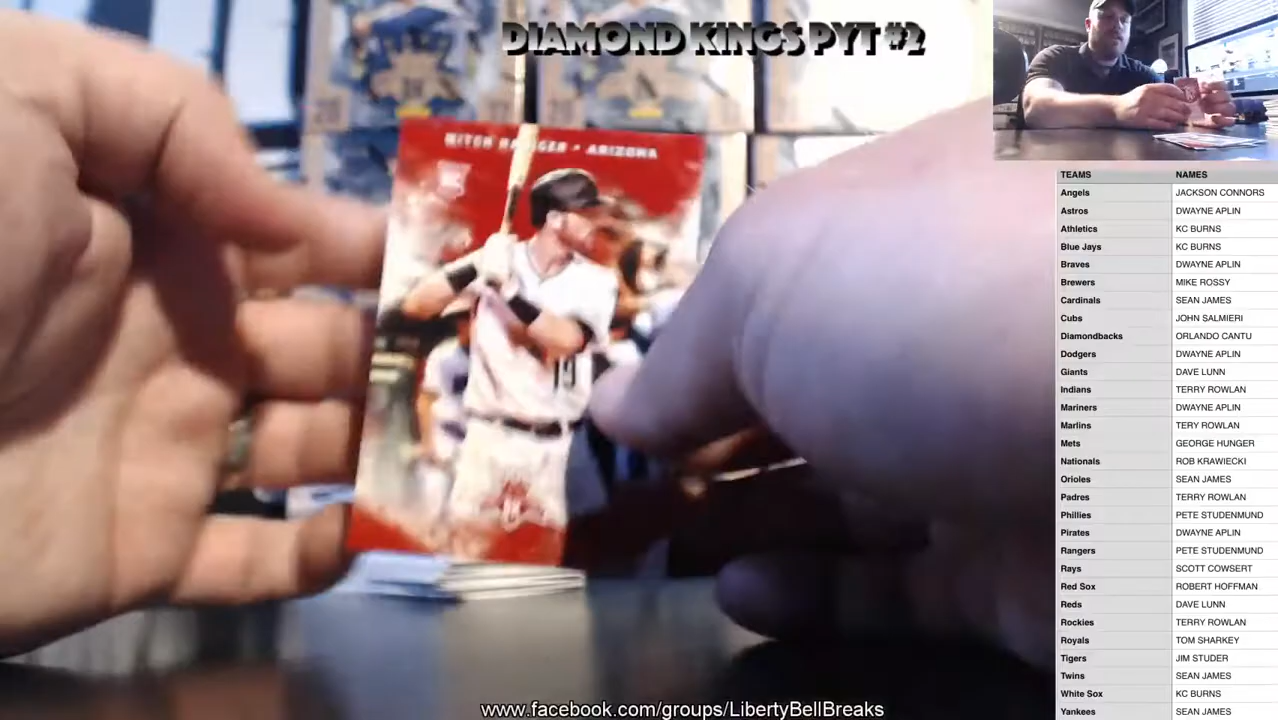 DIAMOND KINGS PYT #2
ARIZONA
RC
19
TEAMS NAMES
Angels JACKSON CONNORS
Astros DWAYNE APLIN
Athletics KC BURNS
Blue Jays KC BURNS
Braves DWAYNE APLIN
Brewers MIKE ROSSY
Cardinals SEAN JAMES
Cubs JOHN SALMIERI
Diamondbacks ORLANDO CANTU
Dodgers DWAYNE APLIN
Giants DAVE LUNN
Indians TERRY ROWLAN
Mariners DWAYNE APLIN
Marlins TERY ROWLAN
Mets GEORGE HUNGER
Nationals ROB KRAWIECKI
Orioles SEAN JAMES
Padres TERRY ROWLAN
Phillies PETE STUDENMUND
Pirates DWAYNE APLIN
Rangers PETE STUDENMUND
Rays SCOTT COWSERT
Red Sox ROBERT HOFFMAN
Reds DAVE LUNN
Rockies TERRY ROWLAN
Royals TOM SHARKEY
Tigers JIM STUDER
Twins SEAN JAMES
White Sox KC BURNS
Yankees SEAN JAMES
www.facebook.com/groups/LibertyBellBreaks